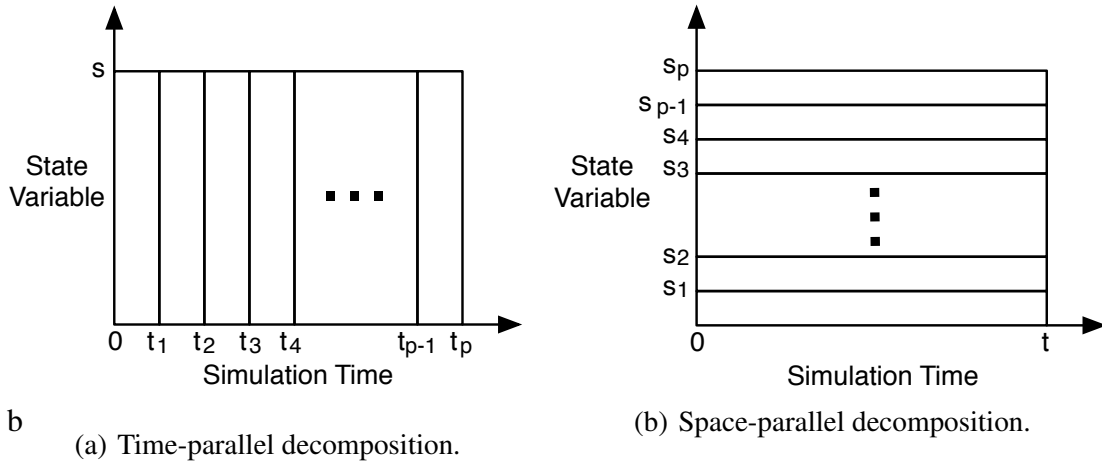 s
State
Variable
0 t1 t2 t3 t4 tp-1 tp
Simulation Time
b
(a) Time-parallel decomposition.
sp
sp-1
s4
s3
State
Variable
s2
s1
0 t
Simulation Time
(b) Space-parallel decomposition.